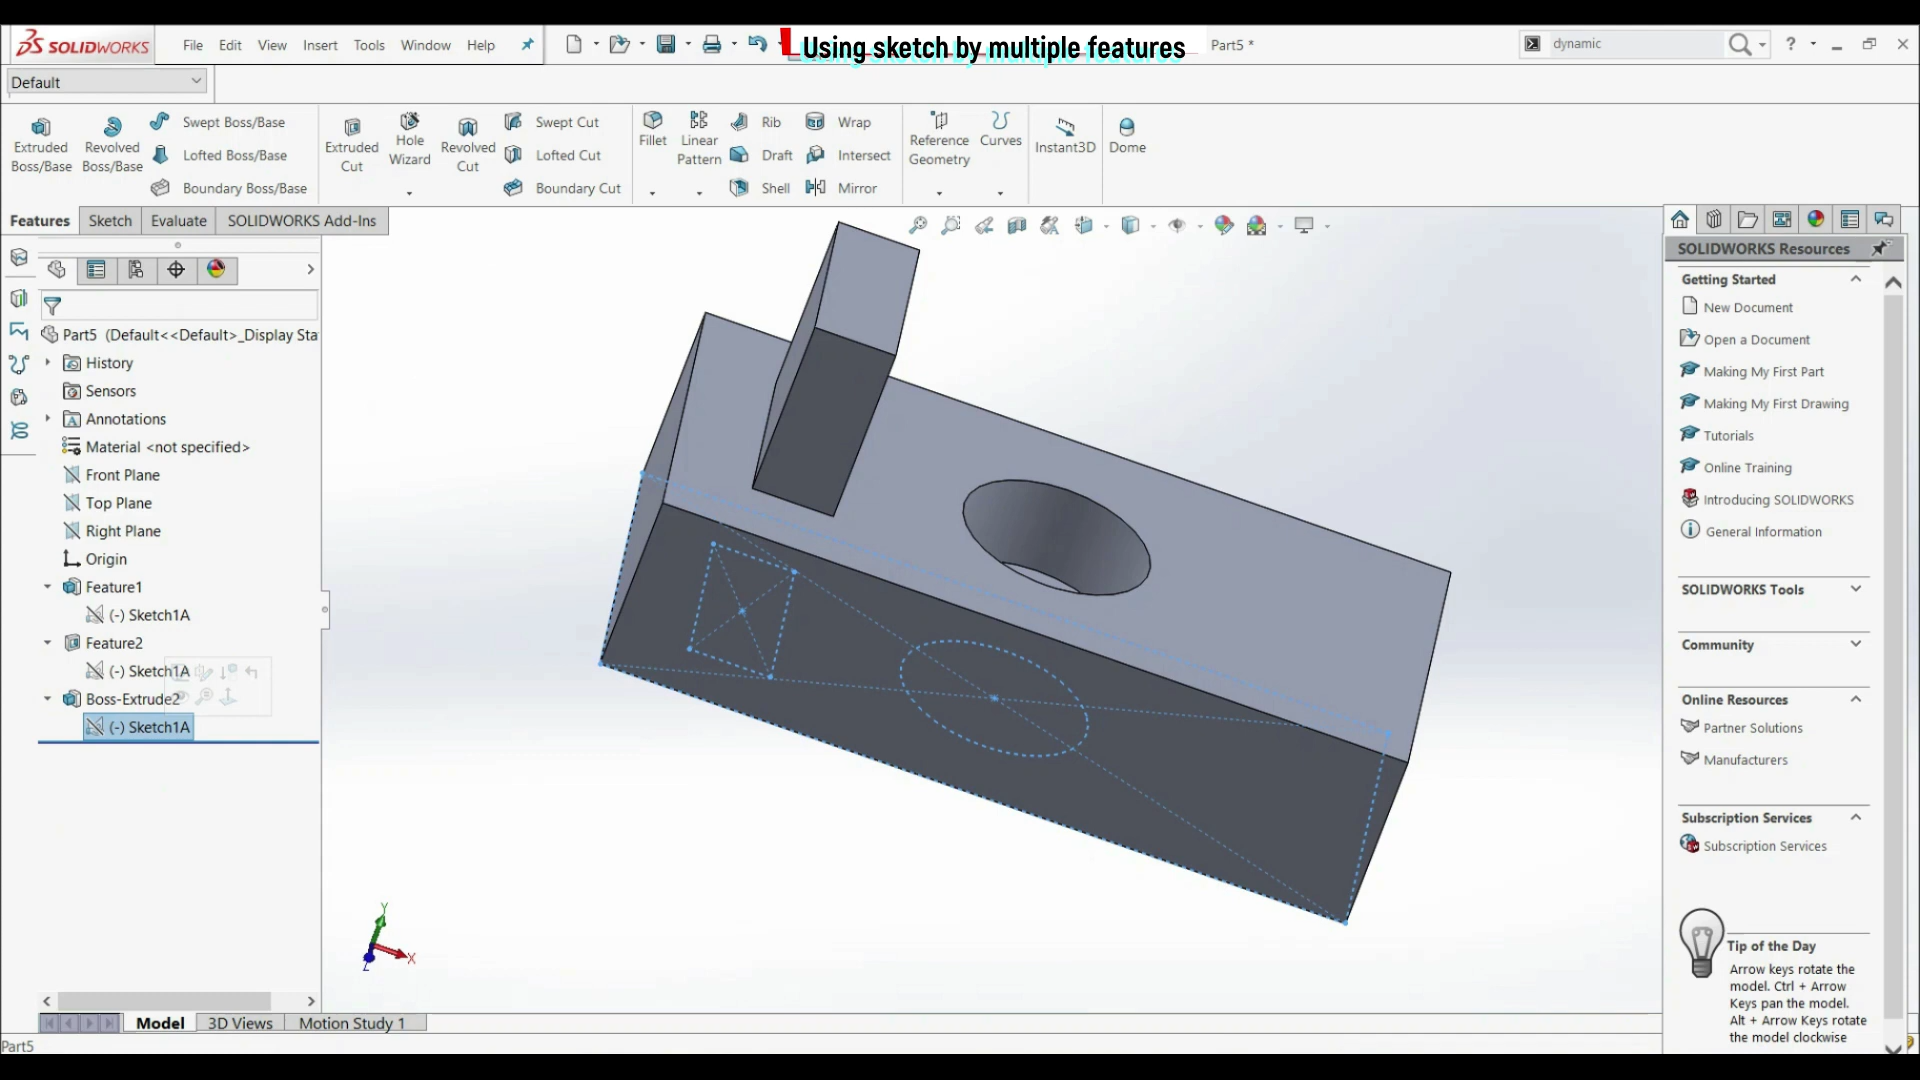 SOLIDWORKS
File Edit View Insert Tools Window Help
Using sketch by multiple features
Part5 *
dynamic
?
Default
Extruded Boss/Base
Revolved Boss/Base
Swept Boss/Base
Lofted Boss/Base
Boundary Boss/Base
Extruded Cut
Hole Wizard
Revolved Cut
Swept Cut
Lofted Cut
Boundary Cut
Fillet
Linear Pattern
Rib
Draft
Shell
Wrap
Intersect
Mirror
Reference Geometry
Curves
Instant3D
Dome
Features Sketch Evaluate SOLIDWORKS Add-Ins
Part5 (Default<<Default>_Display Sta
History
Sensors
Annotations
Material <not specified>
Front Plane
Top Plane
Right Plane
Origin
Feature1
(-) Sketch1A
Feature2
(-) Sketch1A
Boss-Extrude2
(-) Sketch1A
Y
X
Z
Model 3D Views Motion Study 1
Part5
SOLIDWORKS Resources
Getting Started
New Document
Open a Document
Making My First Part
Making My First Drawing
Tutorials
Online Training
Introducing SOLIDWORKS
General Information
SOLIDWORKS Tools
Community
Online Resources
Partner Solutions
Manufacturers
Subscription Services
Subscription Services
Tip of the Day
Arrow keys rotate the
model. Ctrl + Arrow
Keys pan the model.
Alt + Arrow Keys rotate
the model clockwise